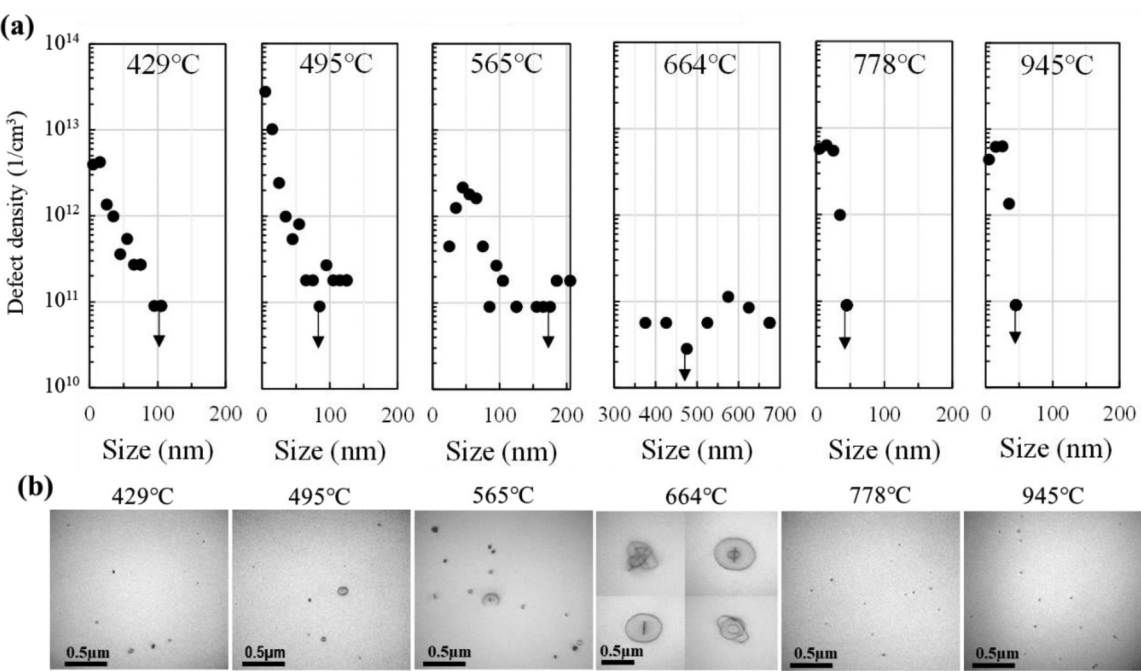 (a)
429°C 495°C 565°C 664°C 778°C 945°C
Defect density (1/cm³)
10¹⁴
10¹³
10¹²
10¹¹
10¹⁰
0 100 200 0 100 200 0 100 200 300 400 500 600 700 0 100 200 0 100 200
Size (nm) Size (nm) Size (nm) Size (nm) Size (nm) Size (nm)
(b)
429°C 495°C 565°C 664°C 778°C 945°C
0.5µm 0.5µm 0.5µm 0.5µm 0.5µm 0.5µm